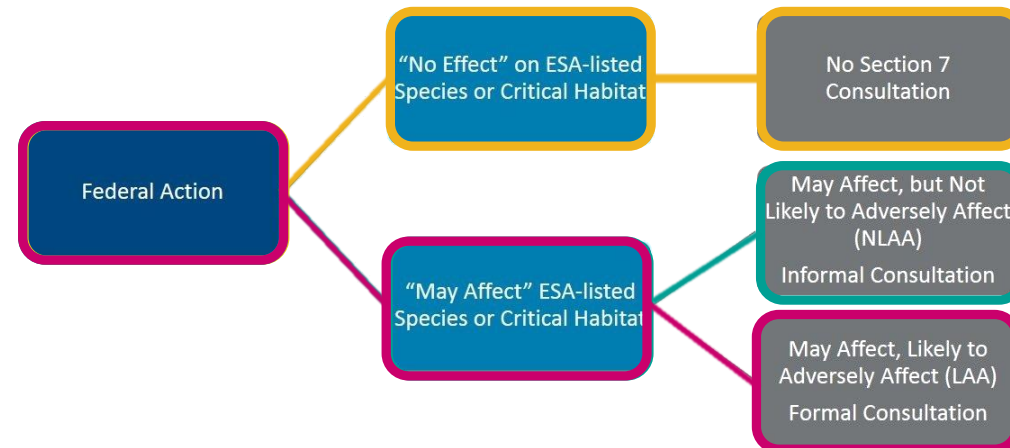 Federal Action
“No Effect” on ESA-listed
Species or Critical Habitat
No Section 7
Consultation
“May Affect” ESA-listed
Species or Critical Habitat
May Affect, but Not
Likely to Adversely Affect
(NLAA)
Informal Consultation
May Affect, Likely to
Adversely Affect (LAA)
Formal Consultation